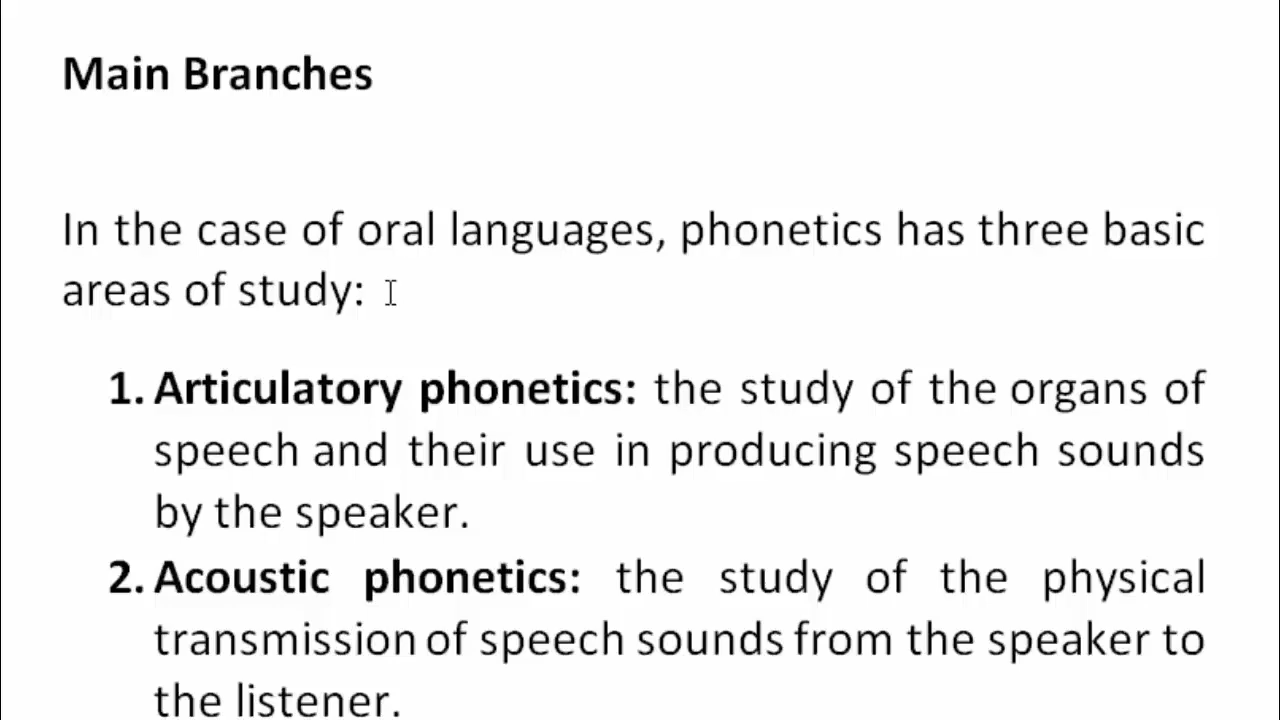 Main Branches
In the case of oral languages, phonetics has three basic
areas of study:
1. Articulatory phonetics: the study of the organs of
speech and their use in producing speech sounds
by the speaker.
2. Acoustic phonetics: the study of the physical
transmission of speech sounds from the speaker to
the listener.